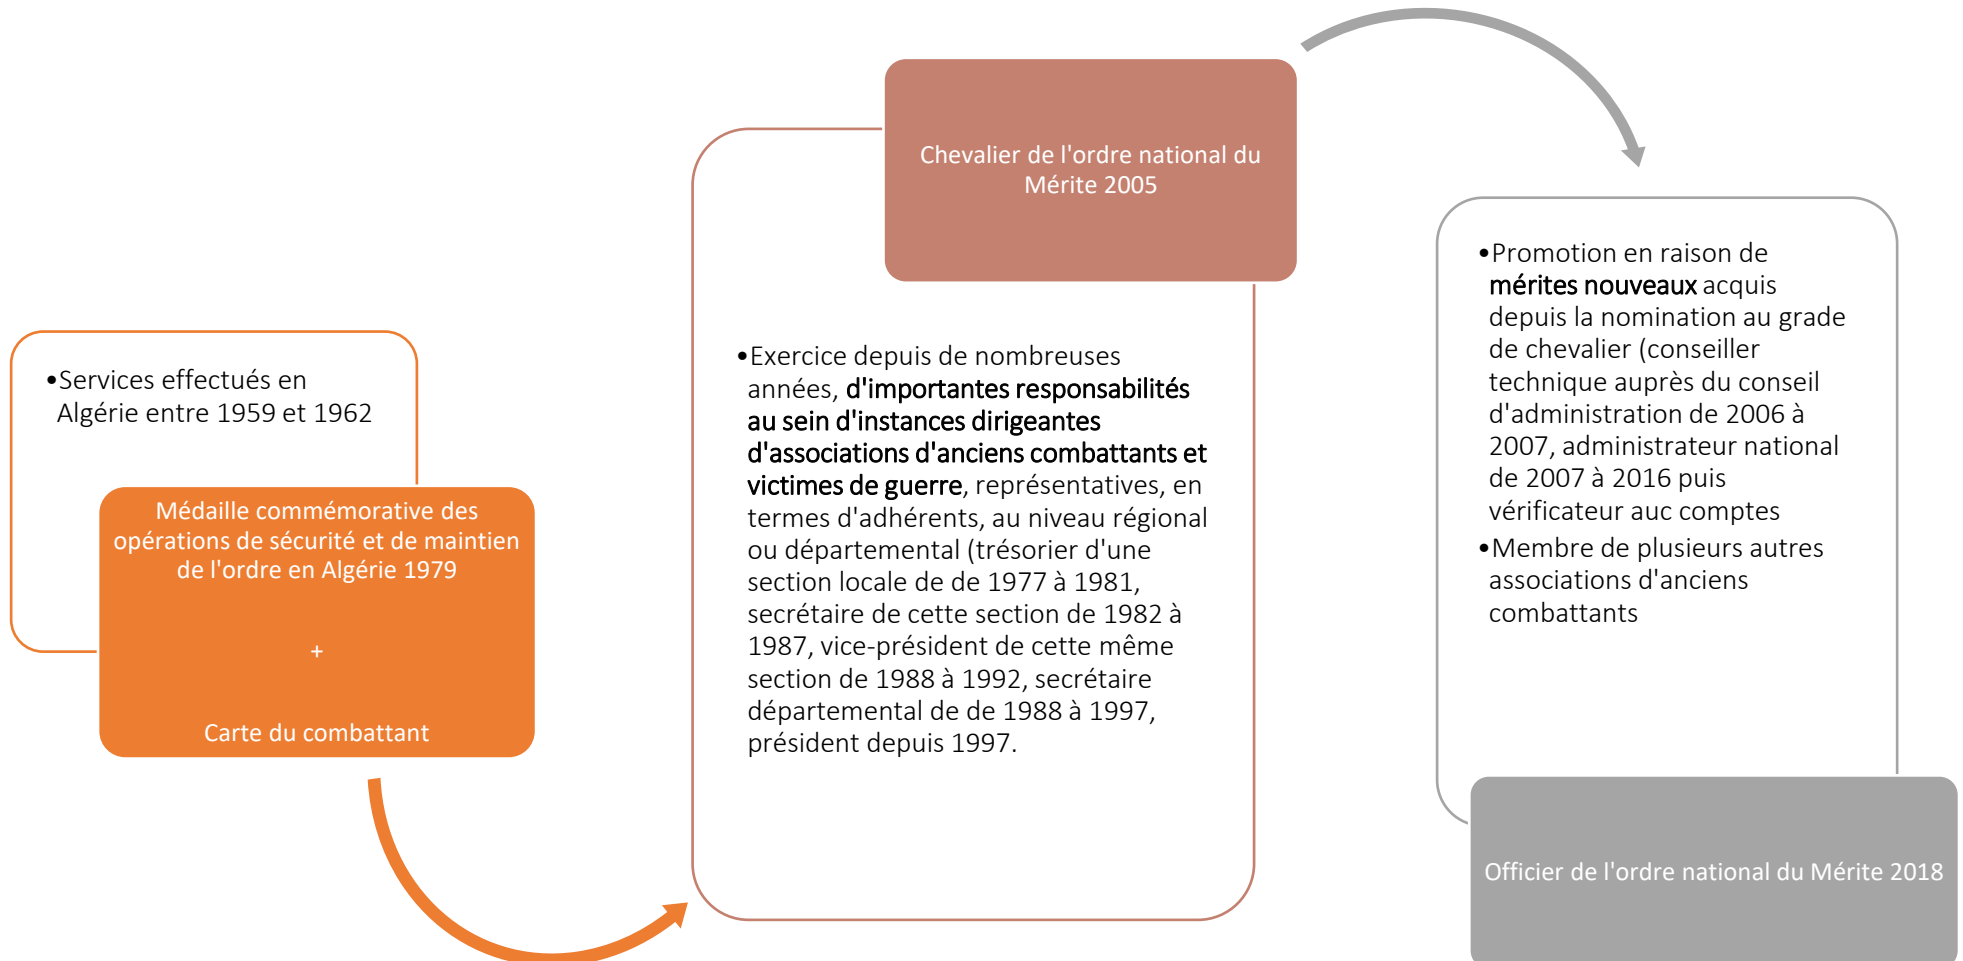 •Services effectués en
Algérie entre 1959 et 1962
Médaille commémorative des
opérations de sécurité et de maintien
de l'ordre en Algérie 1979
+
Carte du combattant
Chevalier de l'ordre national du
Mérite 2005
•Exercice depuis de nombreuses
années, d'importantes responsabilités
au sein d'instances dirigeantes
d'associations d'anciens combattants et
victimes de guerre, représentatives, en
termes d'adhérents, au niveau régional
ou départemental (trésorier d'une
section locale de de 1977 à 1981,
secrétaire de cette section de 1982 à
1987, vice-président de cette même
section de 1988 à 1992, secrétaire
départemental de de 1988 à 1997,
président depuis 1997.
•Promotion en raison de
mérites nouveaux acquis
depuis la nomination au grade
de chevalier (conseiller
technique auprès du conseil
d'administration de 2006 à
2007, administrateur national
de 2007 à 2016 puis
vérificateur auc comptes
•Membre de plusieurs autres
associations d'anciens
combattants
Officier de l'ordre national du Mérite 2018